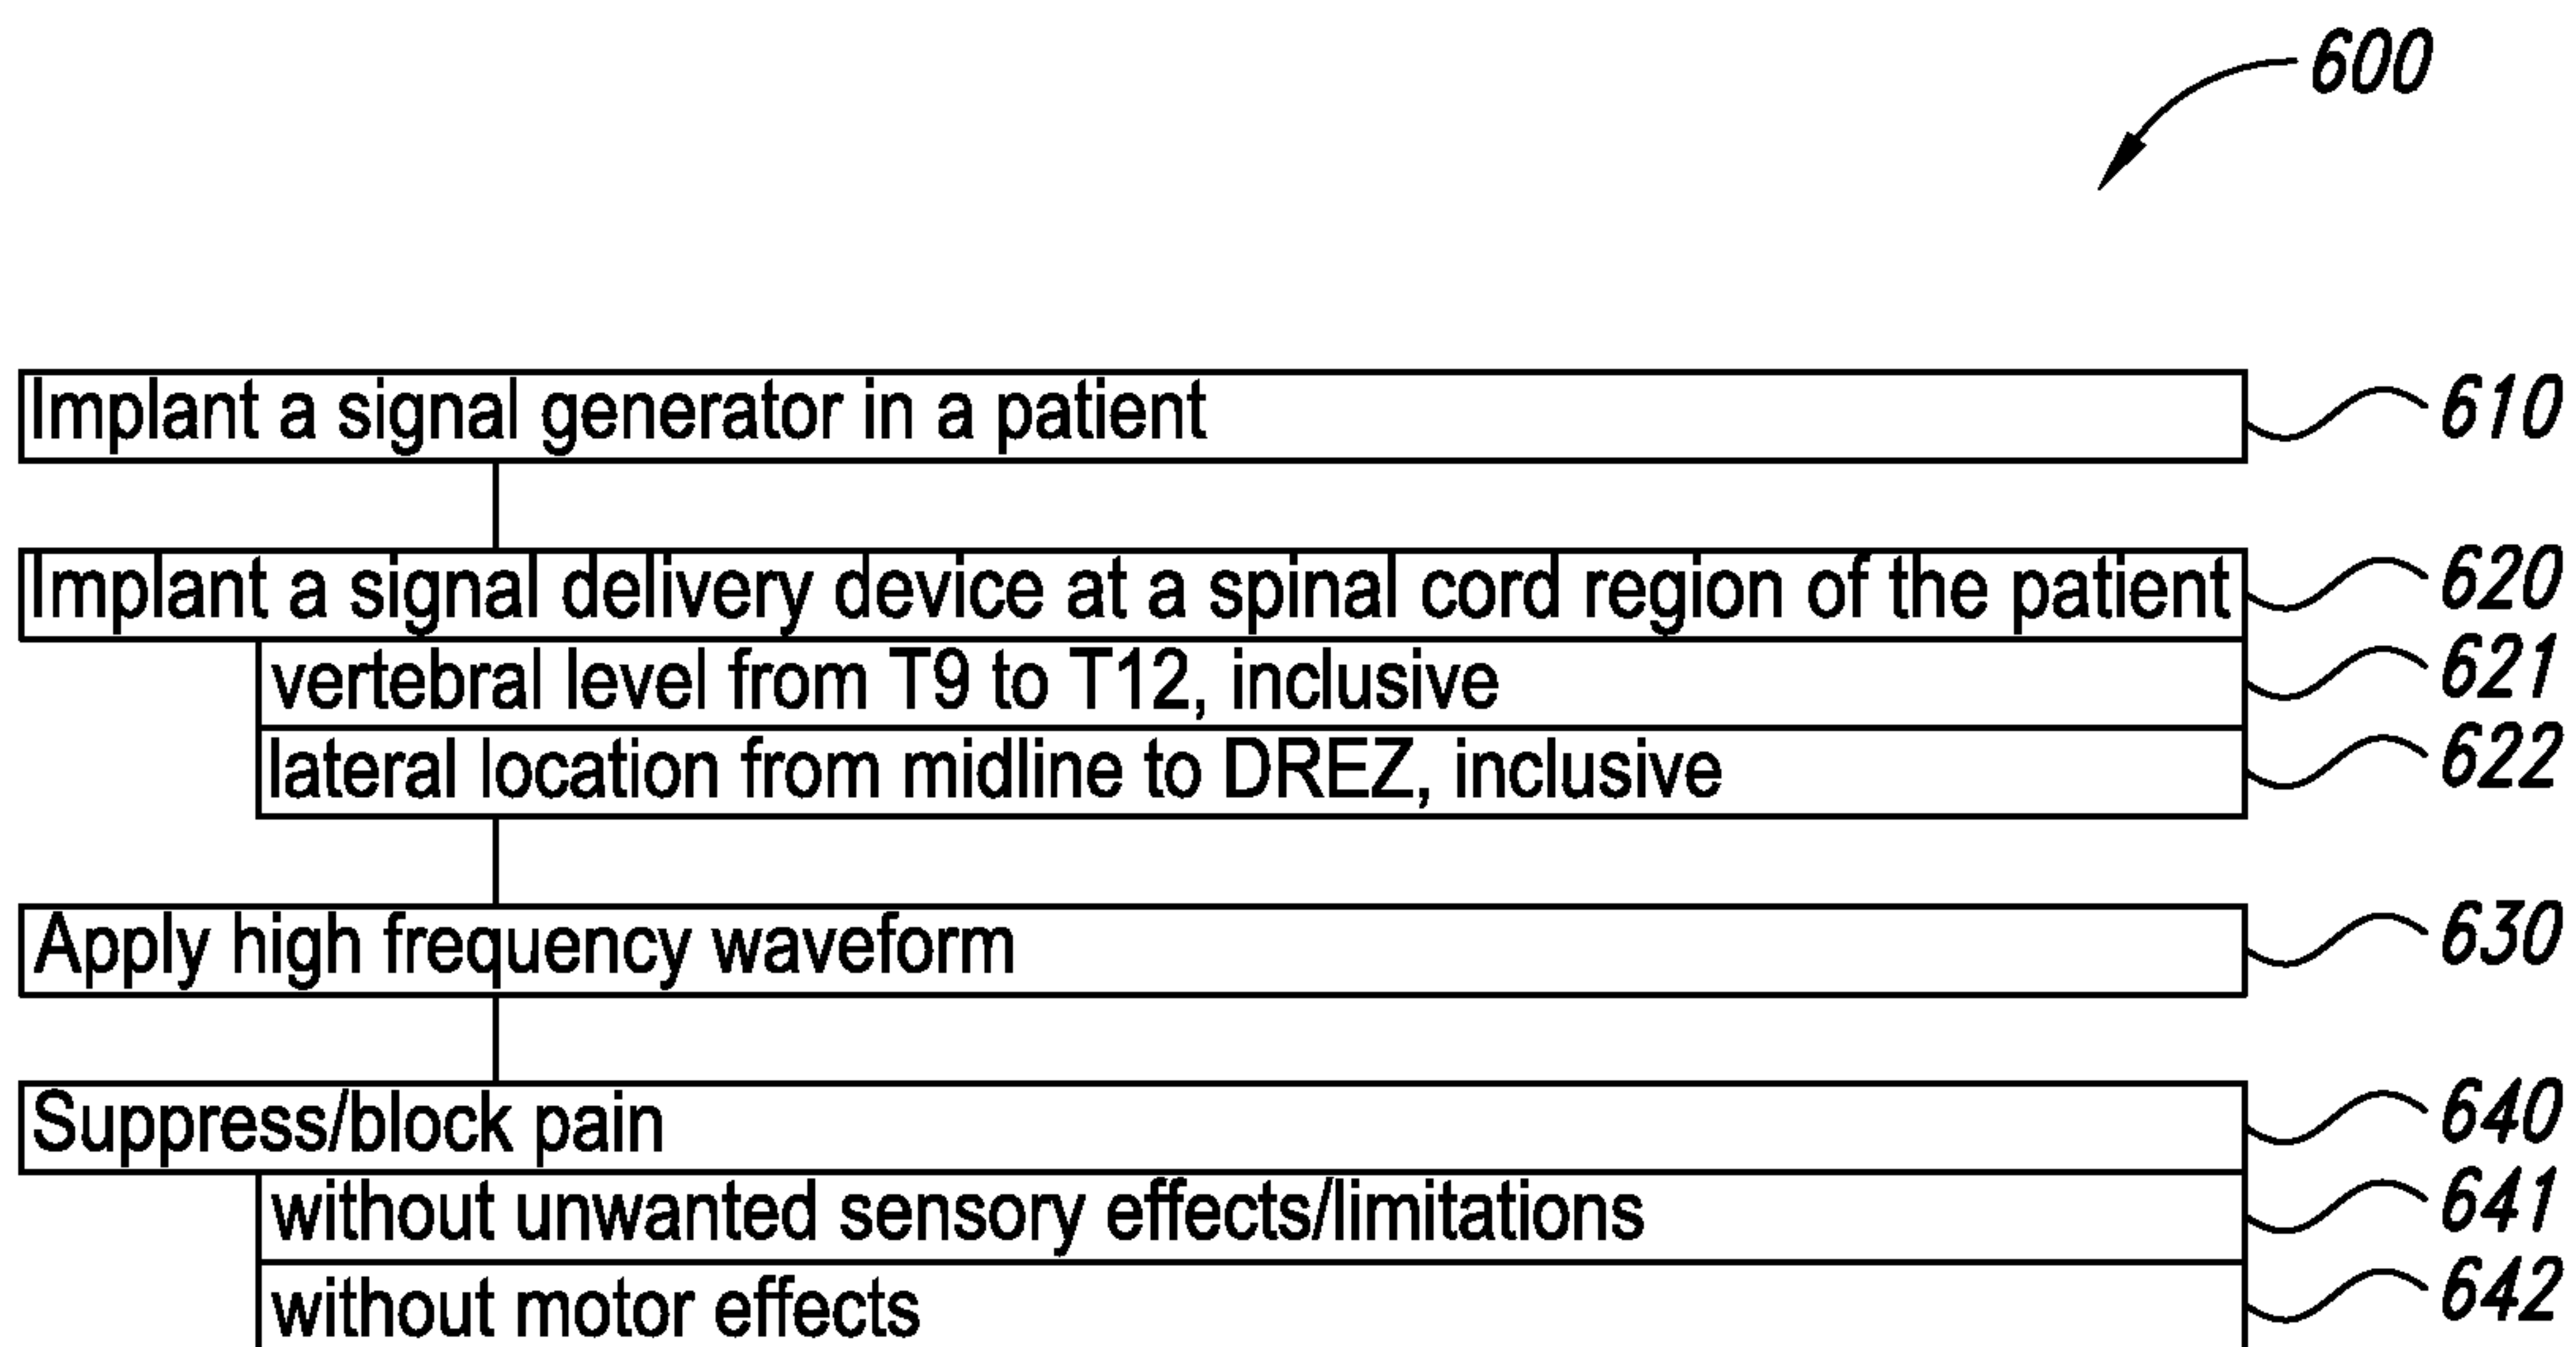 600
Implant a signal generator in a patient 610
Implant a signal delivery device at a spinal cord region of the patient 620
vertebral level from T9 to T12, inclusive 621
lateral location from midline to DREZ, inclusive 622
Apply high frequency waveform 630
Suppress/block pain 640
without unwanted sensory effects/limitations 641
without motor effects 642